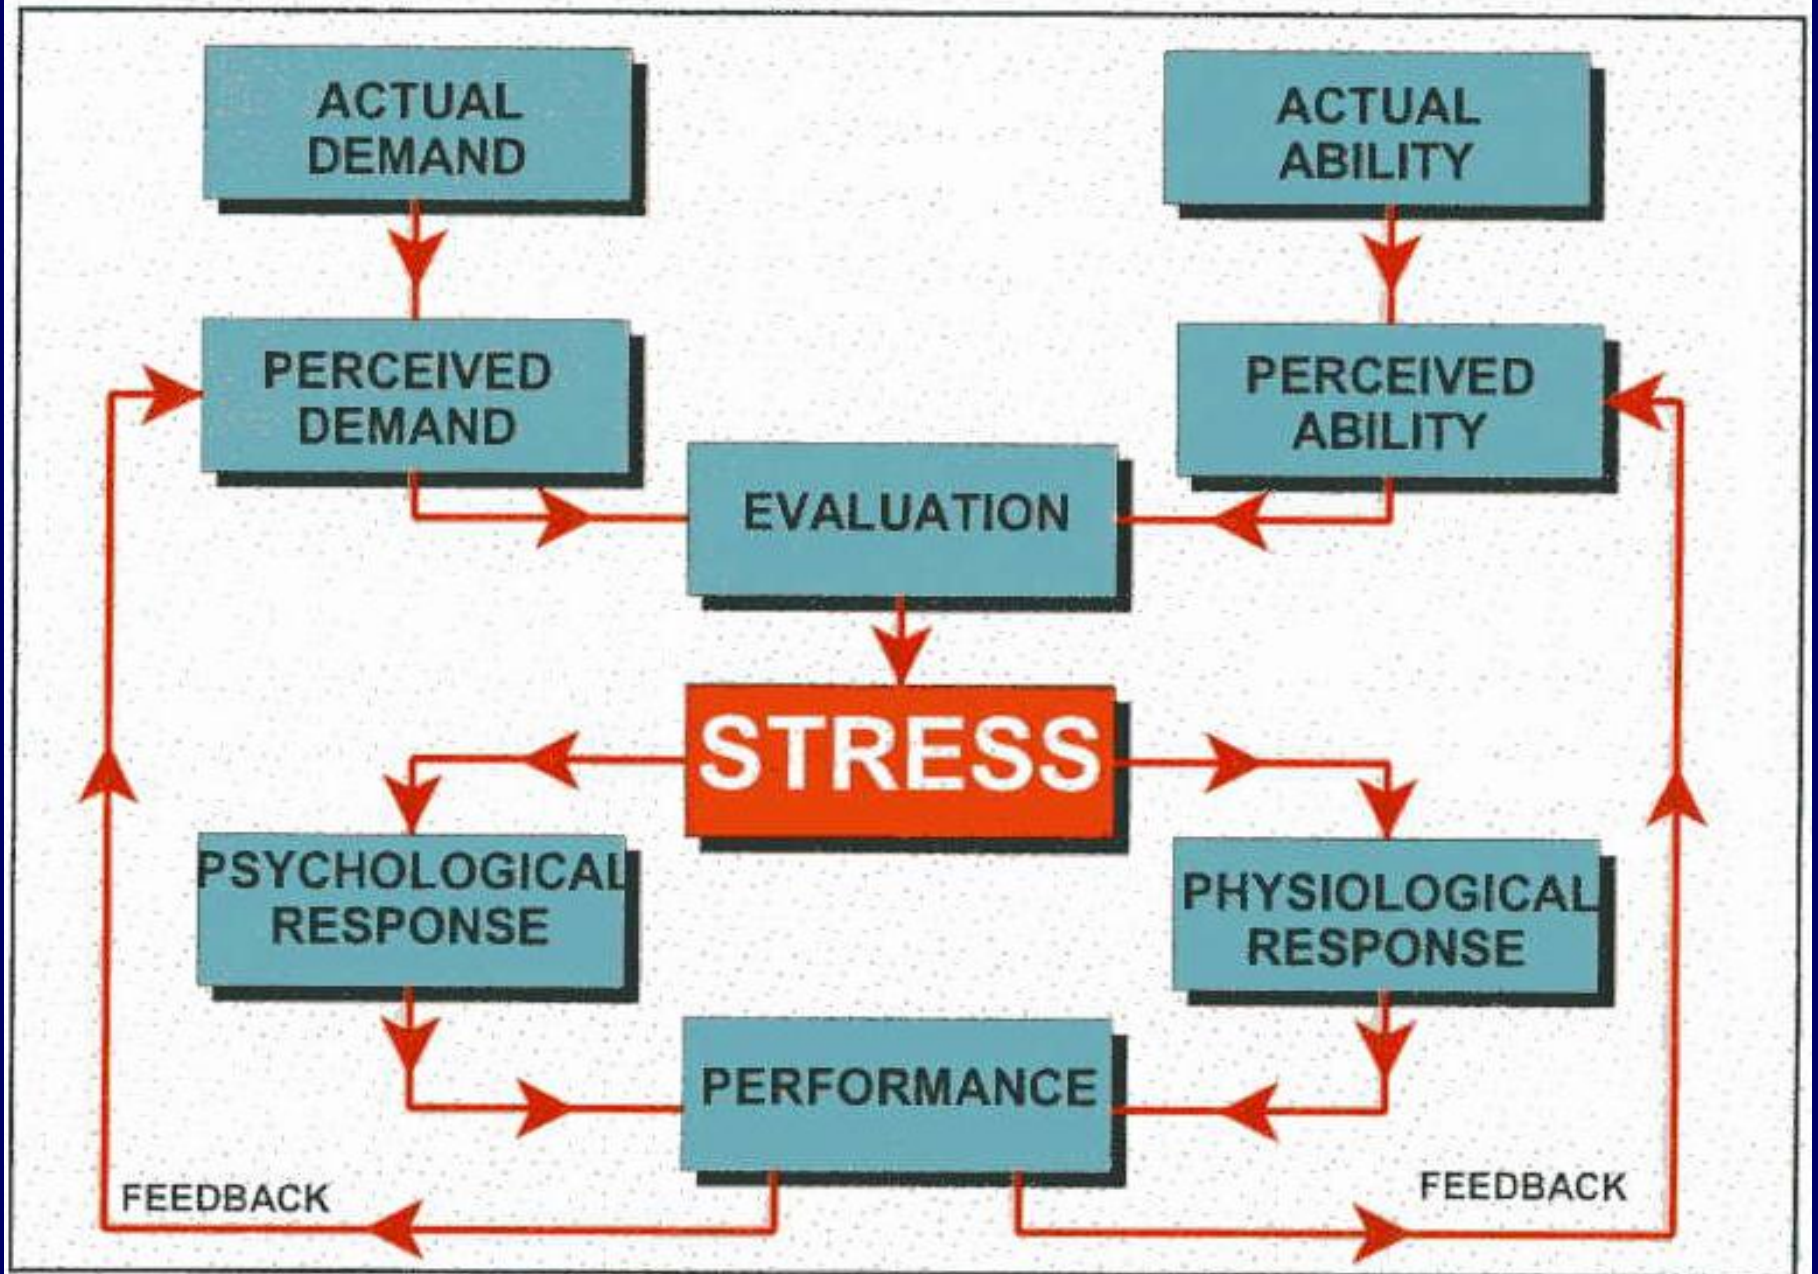 ACTUAL
DEMAND
ACTUAL
ABILITY
PERCEIVED
DEMAND
PERCEIVED
ABILITY
EVALUATION
STRESS
PSYCHOLOGICAL
RESPONSE
PHYSIOLOGICAL
RESPONSE
PERFORMANCE
FEEDBACK
FEEDBACK